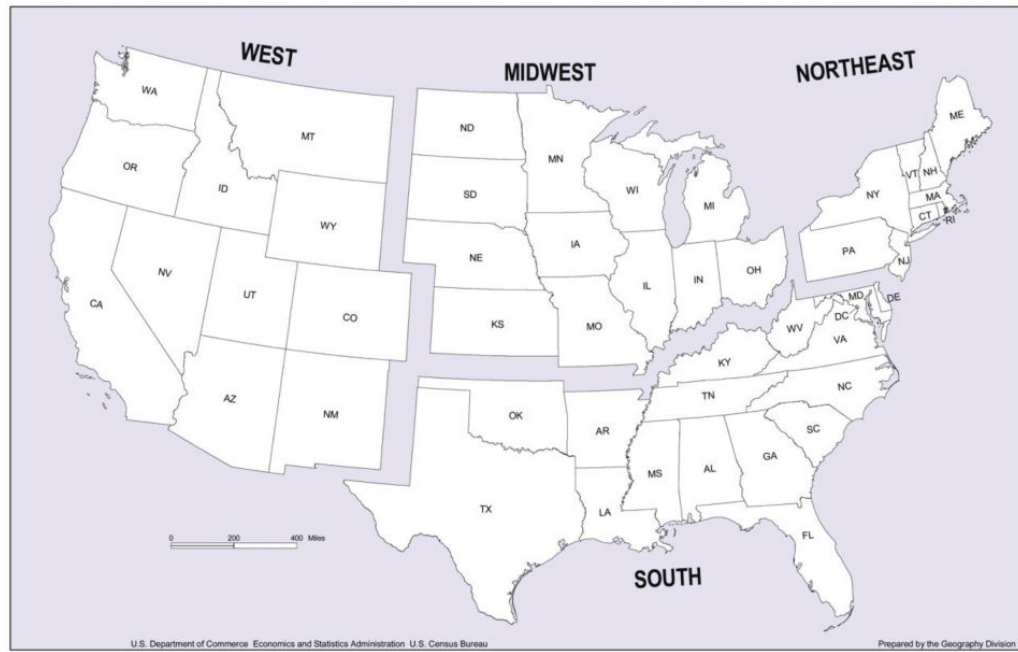 WEST
MIDWEST
NORTHEAST
WA
MT
OR
ID
WY
NV
UT
CO
CA
AZ
NM
ND
MN
SD
WI
MI
NE
IA
IL
IN
OH
KS
MO
ME
VT
NH
NY
MA
CT
RI
PA
NJ
MD
DE
DC
WV
VA
KY
TN
NC
OK
AR
SC
MS
AL
GA
TX
LA
FL
0 200 400 Miles
SOUTH
U.S. Department of Commerce Economics and Statistics Administration U.S. Census Bureau
Prepared by the Geography Division